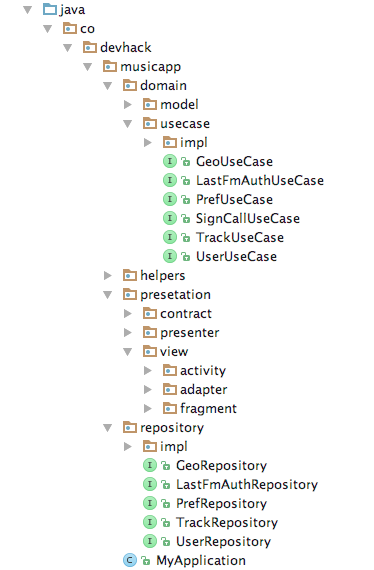 java
co
devhack
musicapp
domain
model
usecase
impl
I GeoUseCase
I LastFmAuthUseCase
I PrefUseCase
I SignCallUseCase
I TrackUseCase
I UserUseCase
helpers
presetation
contract
presenter
view
activity
adapter
fragment
repository
impl
I GeoRepository
I LastFmAuthRepository
I PrefRepository
I TrackRepository
I UserRepository
C MyApplication